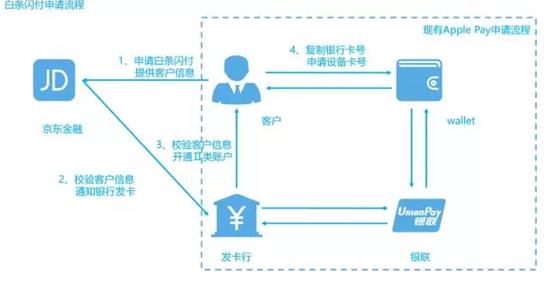 白条闪付申请流程
现有Apple Pay申请流程
1、申请白条闪付
提供客户信息
4、复制银行卡号
申请设备卡号
JD
京东金融
客户
wallet
3、校验客户信息
开通II类账户
2、校验客户信息
通知银行发卡
¥
UnionPay
银联
发卡行
银联